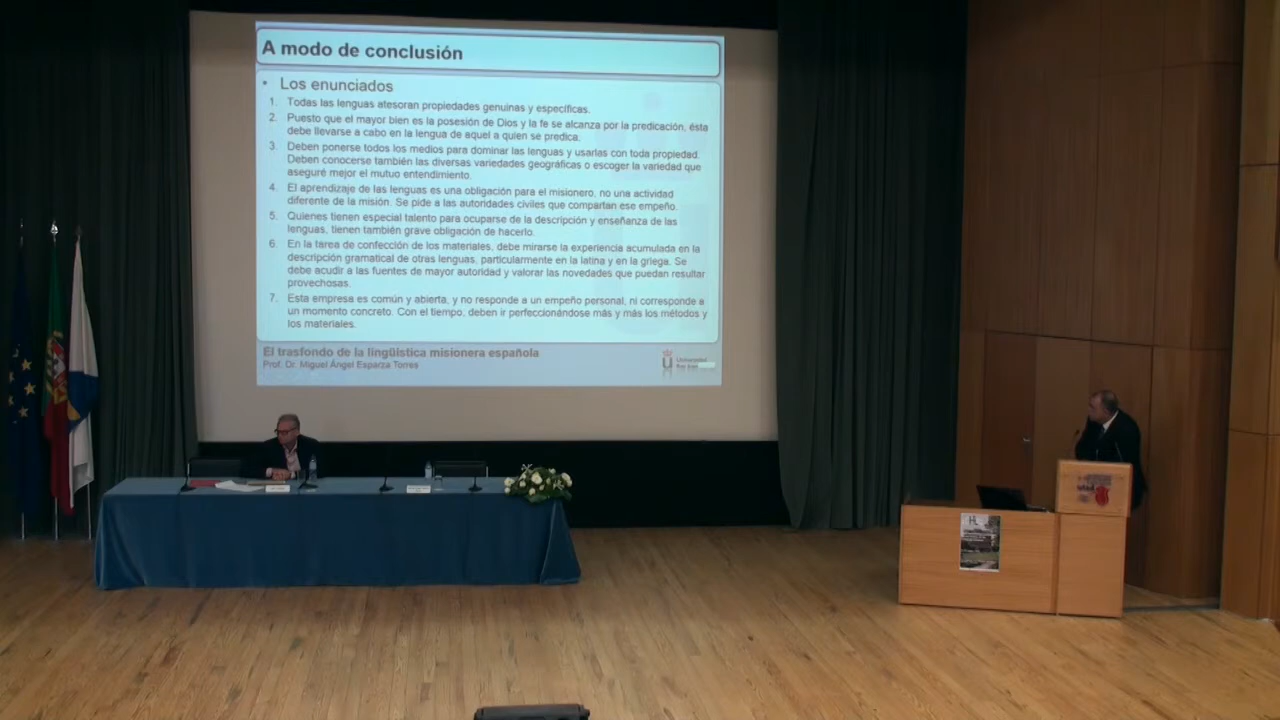 A modo de conclusión
• Los enunciados
1. Todas las lenguas atesoran propiedades genuinas y específicas.
2. Puesto que el mayor bien es la posesión de Dios y la fe se alcanza por la predicación, ésta
debe llevarse a cabo en la lengua de aquel a quien se predica.
3. Deben ponerse todos los medios para dominar las lenguas y usarlas con toda propiedad.
Deben conocerse también las diversas variedades geográficas o escoger la variedad que
aseguré mejor el mutuo entendimiento.
4. El aprendizaje de las lenguas es una obligación para el misionero, no una actividad
diferente de la misión. Se pide a las autoridades civiles que compartan ese empeño.
5. Quienes tienen especial talento para ocuparse de la descripción y enseñanza de las
lenguas, tienen también grave obligación de hacerlo.
6. En la tarea de confección de los materiales, debe mirarse la experiencia acumulada en la
descripción gramatical de otras lenguas, particularmente en la latina y en la griega. Se
debe acudir a las fuentes de mayor autoridad y valorar las novedades que puedan resultar
provechosas.
7. Esta empresa es común y abierta, y no responde a un empeño personal, ni corresponde a
un momento concreto. Con el tiempo, deben ir perfeccionándose más y más los métodos y
los materiales.
El trasfondo de la lingüística misionera española
Prof. Dr. Miguel Ángel Esparza Torres
Universidad